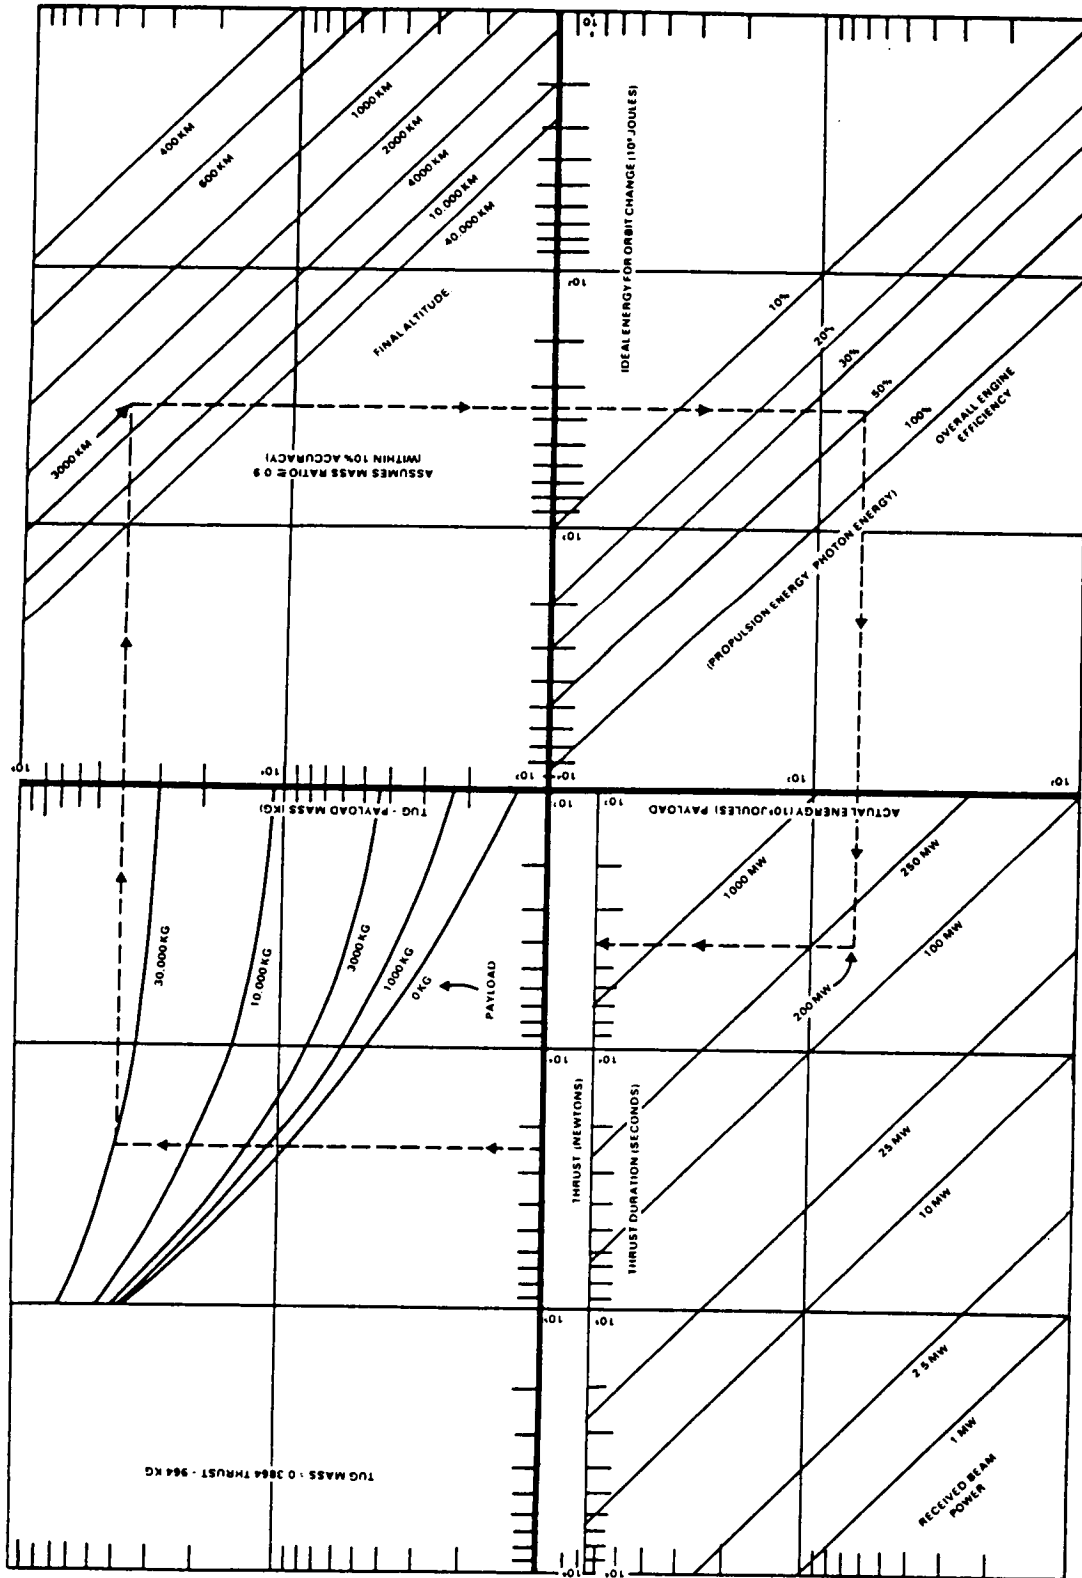 400 KM
600 KM
1000 KM
2000 KM
4000 KM
10.000 KM
40.000 KM
FINAL ALTITUDE
3000 KM
ASSUMES MASS RATIO ≅ 0.9
(WITHIN 10% ACCURACY)
TUG - PAYLOAD MASS (KG)
30.000 KG
10.000 KG
3000 KG
1000 KG
0 KG
PAYLOAD
TUG MASS = 0.3864 THRUST - 964 KG
THRUST (NEWTONS)
THRUST DURATION (SECONDS)
IDEAL ENERGY FOR ORBIT CHANGE (10⁹ JOULES)
10%
20%
30%
50%
100%
OVERALL ENGINE
EFFICIENCY
(PROPULSION ENERGY PHOTON ENERGY)
ACTUAL ENERGY (10⁹ JOULES) PAYLOAD
1000 MW
250 MW
200 MW
100 MW
25 MW
10 MW
2.5 MW
1 MW
RECEIVED BEAM
POWER